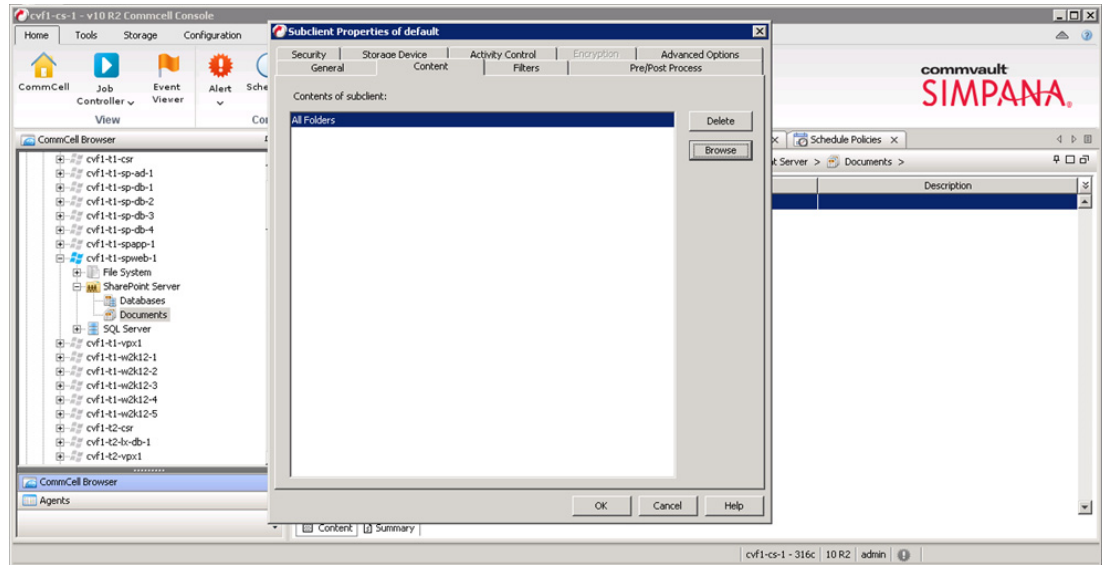 cvf1-cs-1 - v10 R2 Commcell Console
Home Tools Storage Configuration
CommCell Job Controller Event Viewer Alert Sche
View Con
commvault
SIMPANA®
CommCell Browser
cvf1-t1-csr
cvf1-t1-sp-ad-1
cvf1-t1-sp-db-1
cvf1-t1-sp-db-2
cvf1-t1-sp-db-3
cvf1-t1-sp-db-4
cvf1-t1-spapp-1
cvf1-t1-spweb-1
File System
SharePoint Server
Databases
Documents
SQL Server
cvf1-t1-vpx1
cvf1-t1-w2k12-1
cvf1-t1-w2k12-2
cvf1-t1-w2k12-3
cvf1-t1-w2k12-4
cvf1-t1-w2k12-5
cvf1-t2-csr
cvf1-t2-lx-db-1
cvf1-t2-vpx1
CommCell Browser
Agents
Subclient Properties of default
Security Storage Device Activity Control Encryption Advanced Options
General Content Filters Pre/Post Process
Contents of subclient:
All Folders
Delete
Browse
OK Cancel Help
Schedule Policies
nt Server > Documents >
Description
Content Summary
cvf1-cs-1 - 316c 10 R2 admin